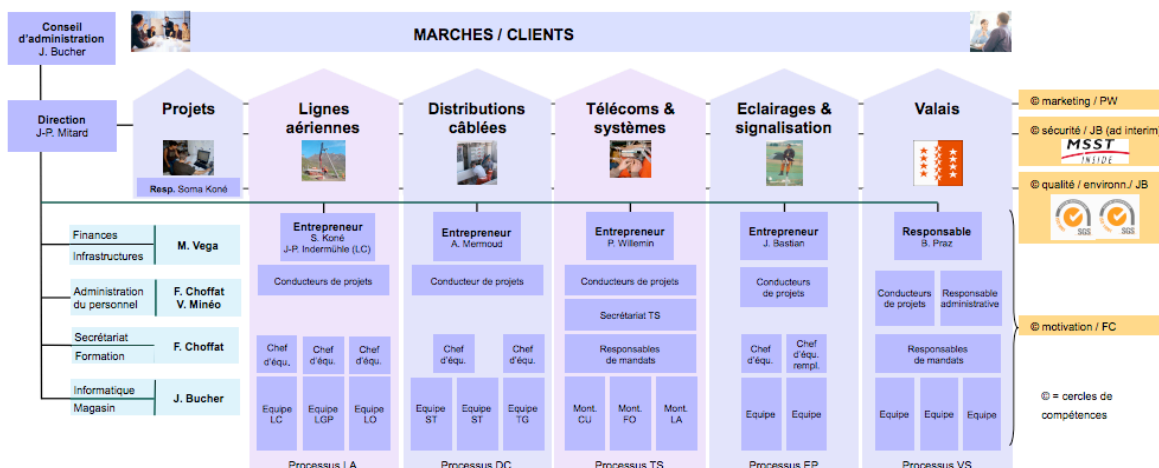 Conseil
d'administration
J. Bucher
MARCHES / CLIENTS
Direction
J-P. Mitard
Projets
Resp. Soma Koné
Lignes
aériennes
Distributions
câblées
Télécoms &
systèmes
Eclairages &
signalisation
Valais
© marketing / PW
© sécurité / JB (ad interim)
MSST
INSIDE
© qualité / environn./ JB
SGS
SGS
Finances
Infrastructures
M. Vega
Administration
du personnel
F. Choffat
V. Minéo
Secrétariat
Formation
F. Choffat
Informatique
Magasin
J. Bucher
Entrepreneur
S. Koné
J-P. Indermühle (LC)
Conducteurs de projets
Chef
d'équ.
Chef
d'équ.
Chef
d'équ.
Equipe
LC
Equipe
LGP
Equipe
LO
Processus LA
Entrepreneur
A. Mermoud
Conducteurs de projets
Chef
d'équ.
Chef
d'équ.
Equipe
ST
Equipe
ST
Equipe
TG
Processus DC
Entrepreneur
P. Willemin
Conducteurs de projets
Secrétariat TS
Responsables
de mandats
Mont.
CU
Mont.
FO
Mont.
LA
Processus TS
Entrepreneur
J. Bastian
Conducteurs
de projets
Chef
d'équ.
Chef
d'équ.
rempl.
Equipe
Equipe
Processus EP
Responsable
B. Praz
Conducteurs
de projets
Responsable
administrative
Responsables
de mandats
Equipe
Equipe
Equipe
Processus VS
© motivation / FC
© = cercles de
compétences